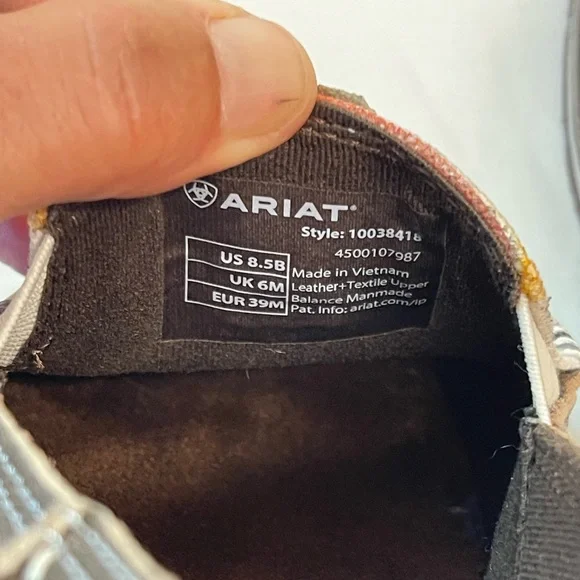 ARIAT
Style: 10038418
4500107987
US 8.5B
UK 6M
EUR 39M
Made in Vietnam
Leather+Textile Upper
Balance Manmade
Pat. Info: ariat.com/ip